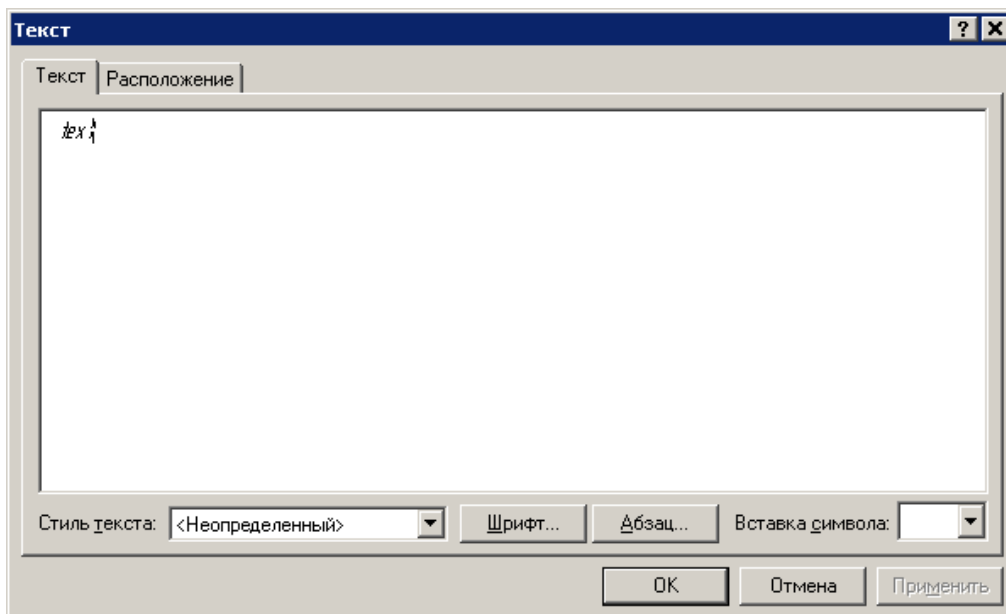 Текст
Текст Расположение
tex
Стиль текста: <Неопределенный> Шрифт... Абзац... Вставка символа:
OK Отмена Применить